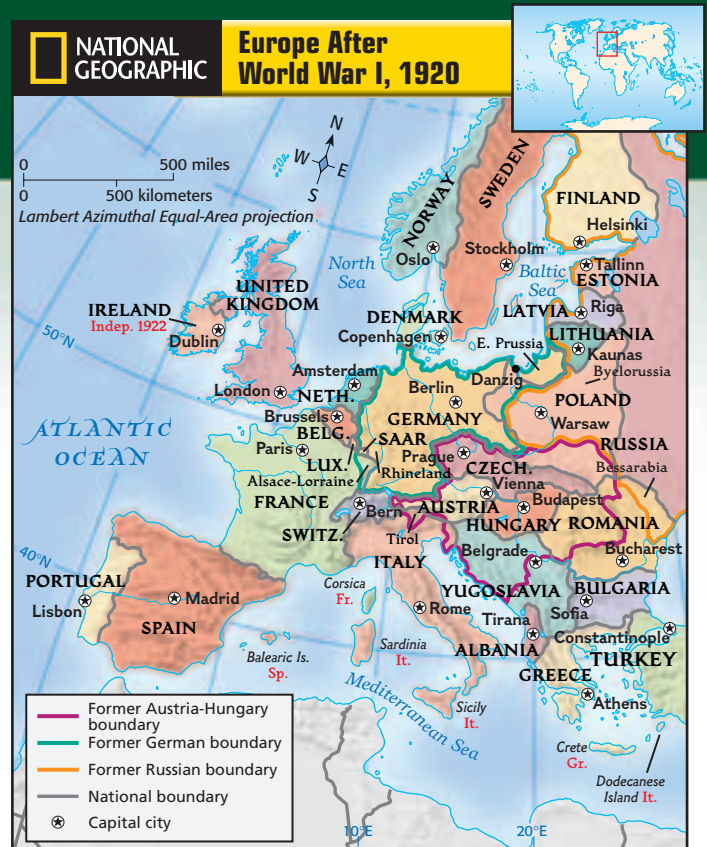 NATIONAL
GEOGRAPHIC
Europe After
World War I, 1920
N
W
E
S
0 500 miles
0 500 kilometers
Lambert Azimuthal Equal-Area projection
NORWAY
SWEDEN
FINLAND
Helsinki
Oslo
Stockholm
Tallinn
ESTONIA
North
Sea
Baltic
Sea
UNITED
KINGDOM
IRELAND
Indep. 1922
Dublin
50°N
DENMARK
Copenhagen
LATVIA
Riga
LITHUANIA
E. Prussia
Kaunas
Byelorussia
Amsterdam
London
NETH.
Berlin
Danzig
Brussels
BELG.
GERMANY
POLAND
Warsaw
ATLANTIC
OCEAN
Paris
SAAR
LUX.
Prague
RUSSIA
Alsace-Lorraine
Rhineland
CZECH.
Bessarabia
Vienna
FRANCE
Bern
AUSTRIA
Budapest
SWITZ.
HUNGARY
ROMANIA
Tirol
40°N
ITALY
Belgrade
Bucharest
PORTUGAL
Lisbon
Madrid
SPAIN
Corsica
Fr.
YUGOSLAVIA
BULGARIA
Rome
Sofia
Tirana
Sardinia
It.
Constantinople
ALBANIA
TURKEY
Balearic Is.
Sp.
GREECE
Mediterranean Sea
Sicily
It.
Athens
Crete
Gr.
Dodecanese
Island It.
10°E
20°E
Former Austria-Hungary
boundary
Former German boundary
Former Russian boundary
National boundary
Capital city